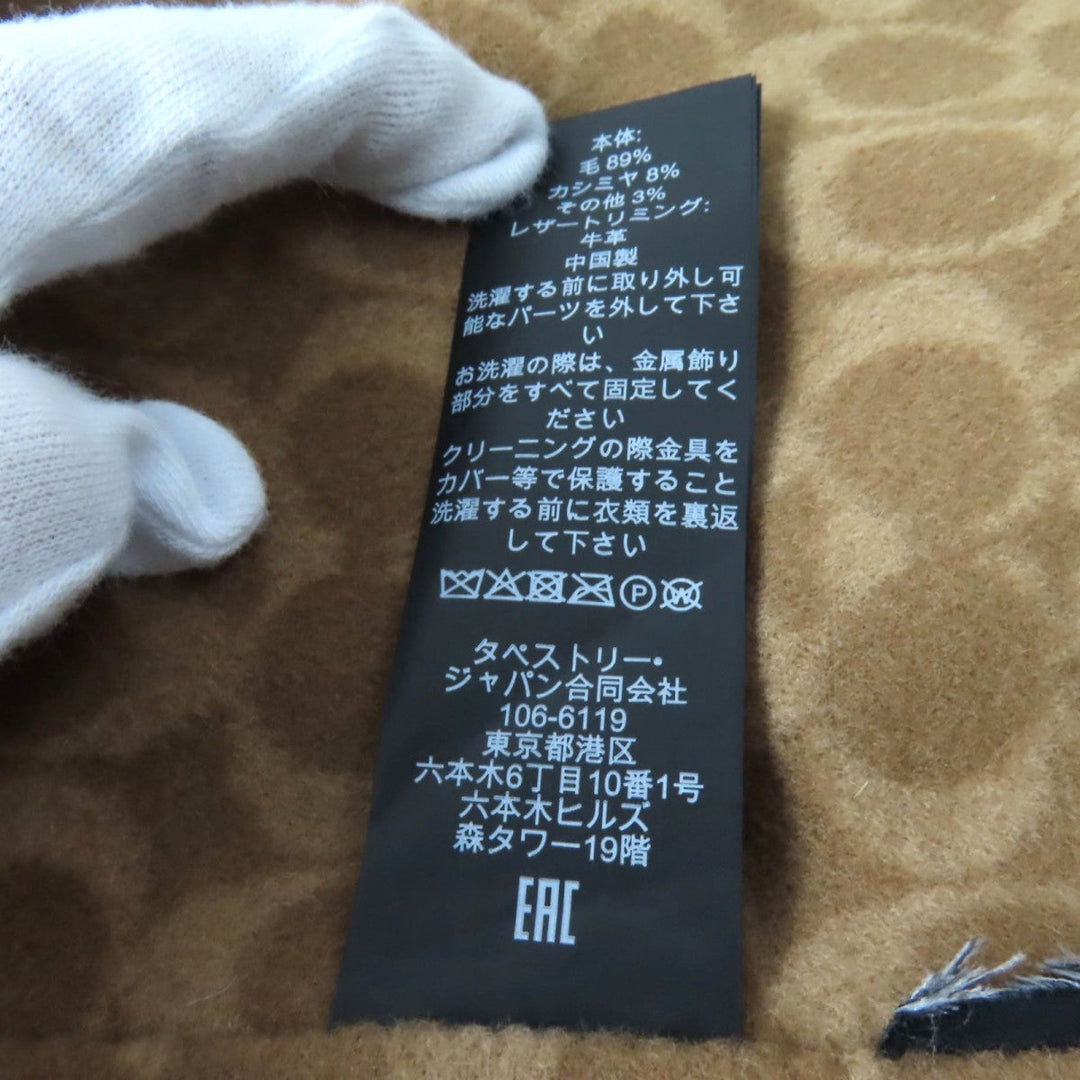 本体:
毛 89%
カシミヤ 8%
その他 3%
レザートリミング:
牛革
中国製
洗濯する前に取り外し可
能なパーツを外して下さ
い
お洗濯の際は、金属飾り
部分をすべて固定してく
ださい
クリーニングの際金具を
カバー等で保護すること
洗濯する前に衣類を裏返
して下さい
P W
タペストリー・
ジャパン合同会社
106-6119
東京都港区
六本木6丁目10番1号
六本木ヒルズ
森タワー19階
EAC